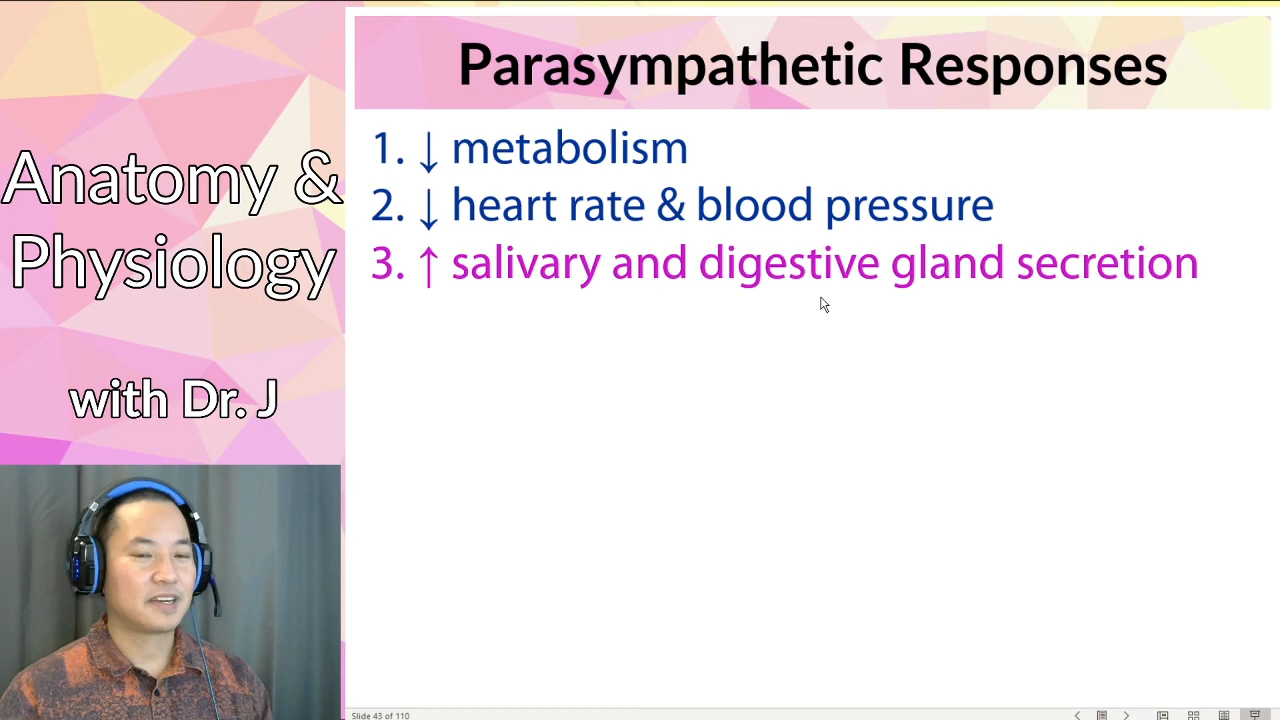 Anatomy &
Physiology
with Dr. J
Parasympathetic Responses
1. ↓ metabolism
2. ↓ heart rate & blood pressure
3. ↑ salivary and digestive gland secretion
Slide 43 of 110